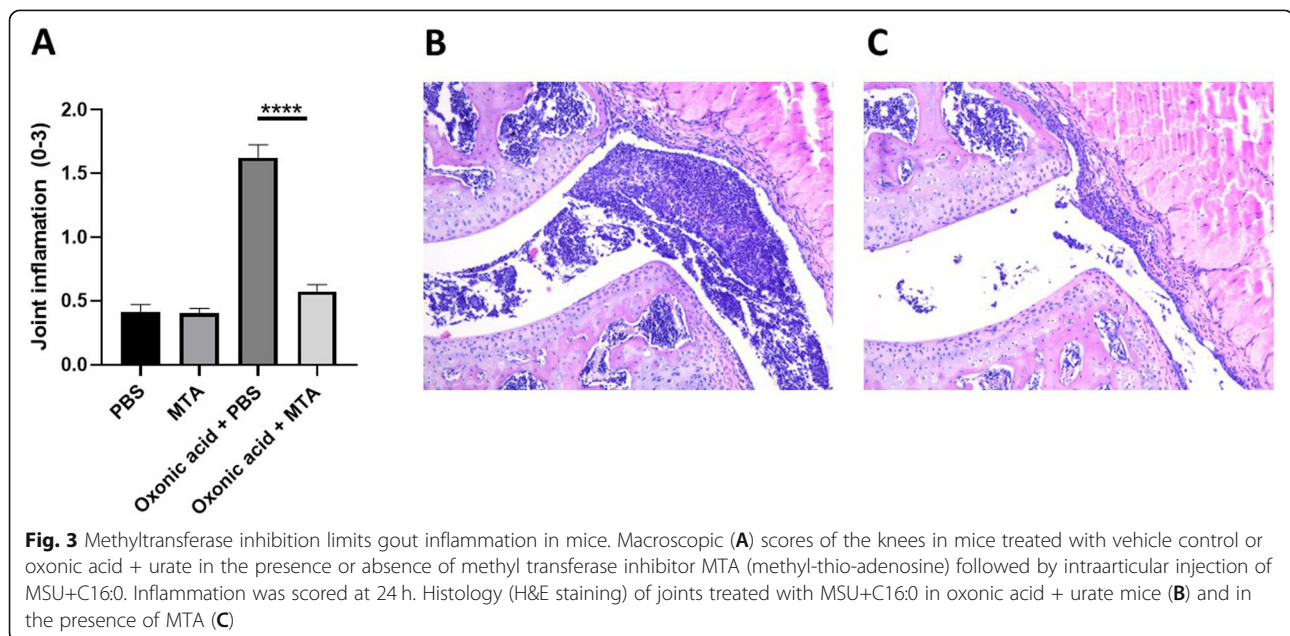 A
B
C
Joint inflamation (0-3)
2.0
1.5
1.0
0.5
0.0
****
PBS
MTA
Oxonic acid + PBS
Oxonic acid + MTA
Fig. 3 Methyltransferase inhibition limits gout inflammation in mice. Macroscopic (A) scores of the knees in mice treated with vehicle control or
oxonic acid + urate in the presence or absence of methyl transferase inhibitor MTA (methyl-thio-adenosine) followed by intraarticular injection of
MSU+C16:0. Inflammation was scored at 24 h. Histology (H&E staining) of joints treated with MSU+C16:0 in oxonic acid + urate mice (B) and in
the presence of MTA (C)